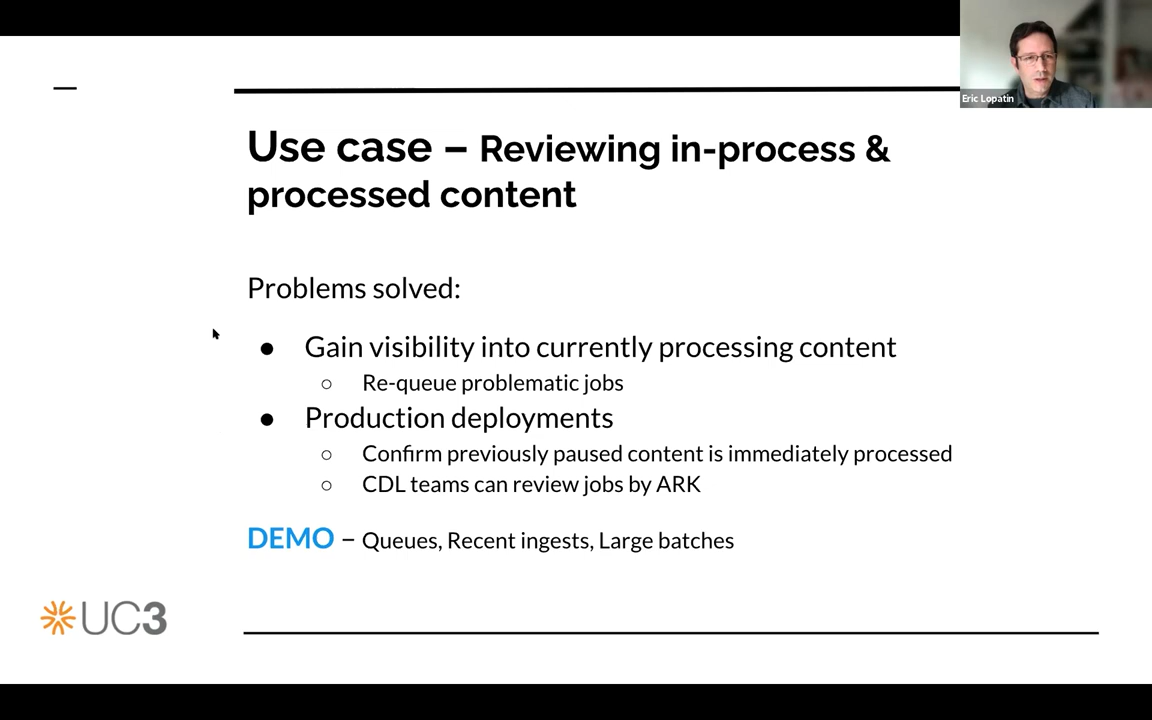 Eric Lopatin
Use case – Reviewing in-process &
processed content
Problems solved:
● Gain visibility into currently processing content
○ Re-queue problematic jobs
● Production deployments
○ Confirm previously paused content is immediately processed
○ CDL teams can review jobs by ARK
DEMO – Queues, Recent ingests, Large batches
UC3